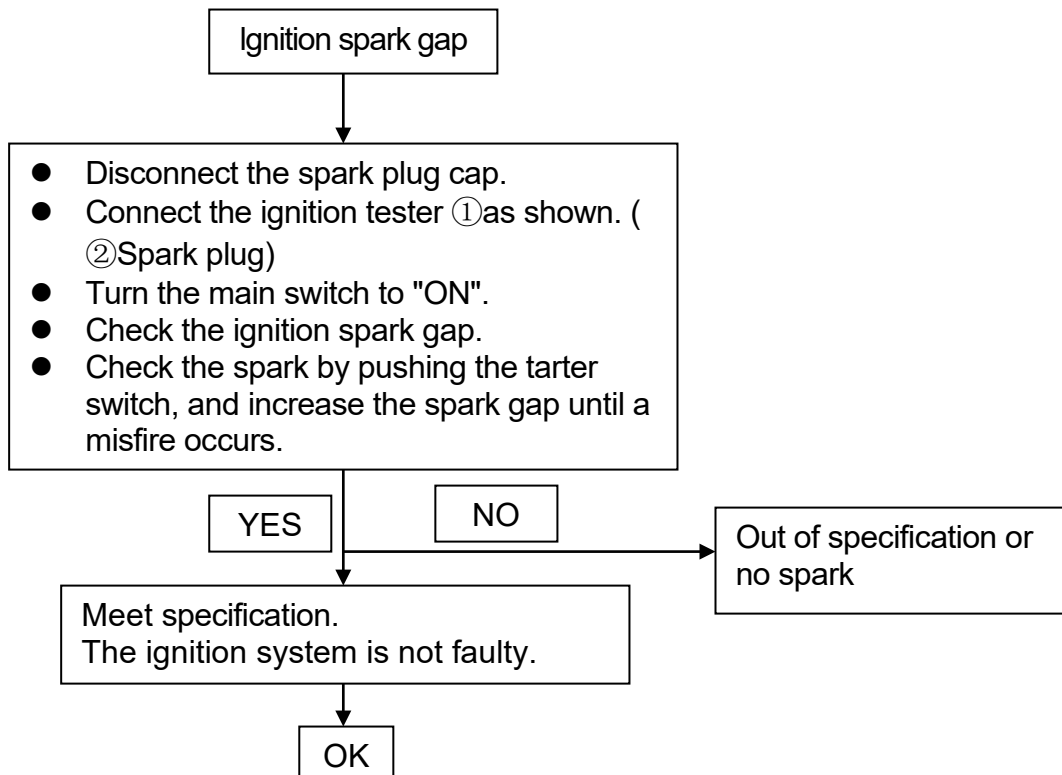 Ignition spark gap
● Disconnect the spark plug cap.
● Connect the ignition tester ①as shown. (
②Spark plug)
● Turn the main switch to "ON".
● Check the ignition spark gap.
● Check the spark by pushing the tarter
switch, and increase the spark gap until a
misfire occurs.
YES
NO
Out of specification or
no spark
Meet specification.
The ignition system is not faulty.
OK